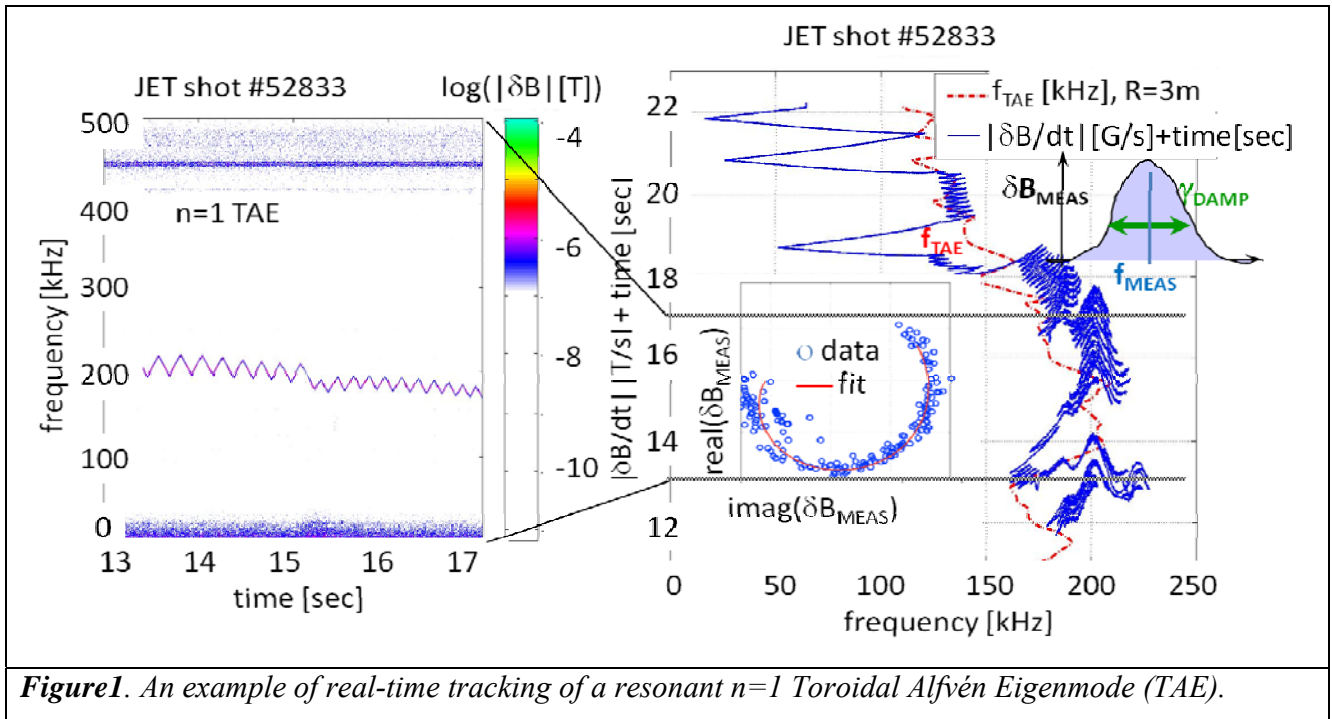 JET shot #52833
log(|δB|[T])
500
400
300
200
100
0
frequency [kHz]
n=1 TAE
13
14
15
16
17
time [sec]
-4
-6
-8
-10
JET shot #52833
f_TAE [kHz], R=3m
|δB/dt| [G/s]+time[sec]
δB_MEAS
γ_DAMP
f_MEAS
f_TAE
|δB/dt| [T/s] + time [sec]
22
20
18
16
14
12
real(δB_MEAS)
data
fit
imag(δB_MEAS)
0
50
100
150
200
250
frequency [kHz]
Figure1. An example of real-time tracking of a resonant n=1 Toroidal Alfvén Eigenmode (TAE).